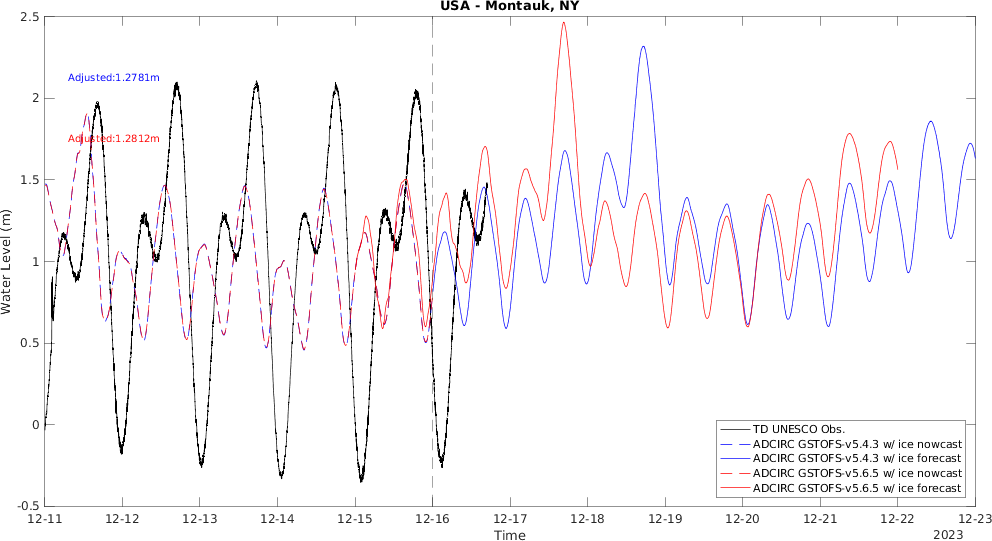 USA - Montauk, NY
2.5
2
1.5
1
0.5
0
-0.5
Water Level (m)
Adjusted:1.2781m
Adjusted:1.2812m
TD UNESCO Obs.
ADCIRC GSTOFS-v5.4.3 w/ ice nowcast
ADCIRC GSTOFS-v5.4.3 w/ ice forecast
ADCIRC GSTOFS-v5.6.5 w/ ice nowcast
ADCIRC GSTOFS-v5.6.5 w/ ice forecast
12-11 12-12 12-13 12-14 12-15 12-16 12-17 12-18 12-19 12-20 12-21 12-22 12-23
Time
2023